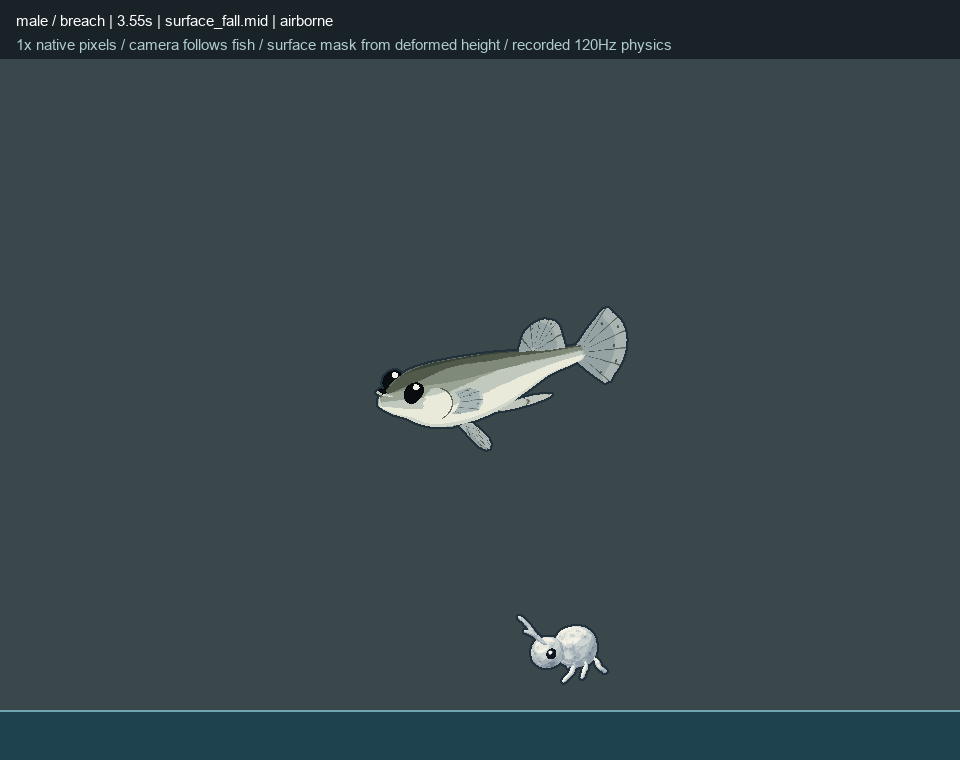 male / breach | 3.55s | surface_fall.mid | airborne
1x native pixels / camera follows fish / surface mask from deformed height / recorded 120Hz physics